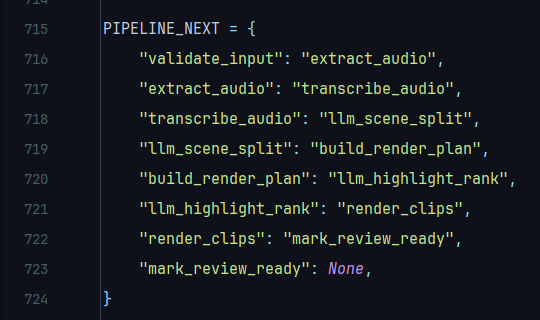 715 PIPELINE_NEXT = {
716     "validate_input": "extract_audio",
717     "extract_audio": "transcribe_audio",
718     "transcribe_audio": "llm_scene_split",
719     "llm_scene_split": "build_render_plan",
720     "build_render_plan": "llm_highlight_rank",
721     "llm_highlight_rank": "render_clips",
722     "render_clips": "mark_review_ready",
723     "mark_review_ready": None,
724 }